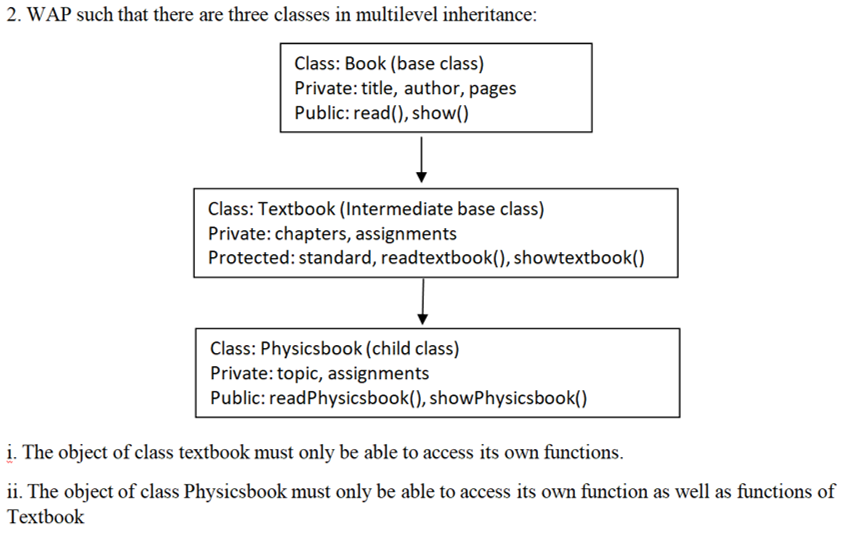 2. WAP such that there are three classes in multilevel inheritance:
Class: Book (base class)
Private: title, author, pages
Public: read(), show()
Class: Textbook (Intermediate base class)
Private: chapters, assignments
Protected: standard, readtextbook(), showtextbook()
Class: Physicsbook (child class)
Private: topic, assignments
Public: readPhysicsbook(), showPhysicsbook()
i. The object of class textbook must only be able to access its own functions.
ii. The object of class Physicsbook must only be able to access its own function as well as functions of
Textbook